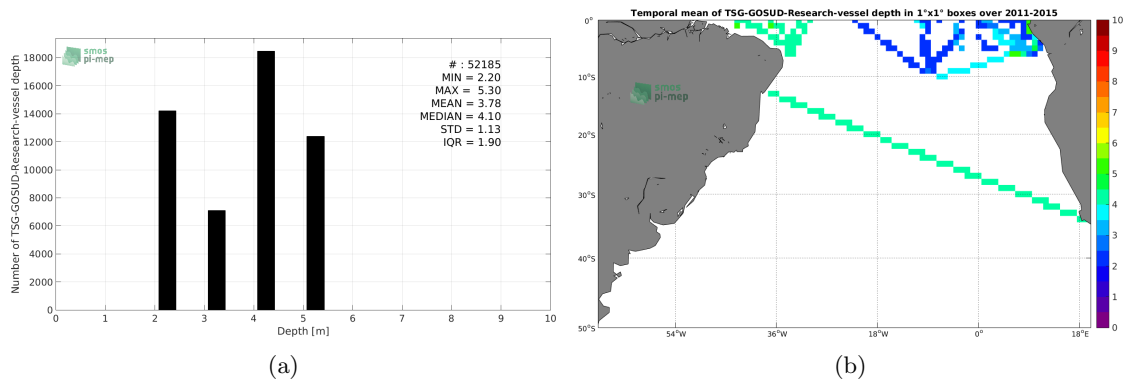 smos
pi-mep
# : 52185
MIN = 2.20
MAX = 5.30
MEAN = 3.78
MEDIAN = 4.10
STD = 1.13
IQR = 1.90
Number of TSG-GOSUD-Research-vessel depth
18000
16000
14000
12000
10000
8000
6000
4000
2000
0
0 1 2 3 4 5 6 7 8 9 10
Depth [m]
(a)
Temporal mean of TSG-GOSUD-Research-vessel depth in 1°x1° boxes over 2011-2015
smos
pi-mep
0°
10°S
20°S
30°S
40°S
50°S
54°W 36°W 18°W 0° 18°E
10
9
8
7
6
5
4
3
2
1
0
(b)